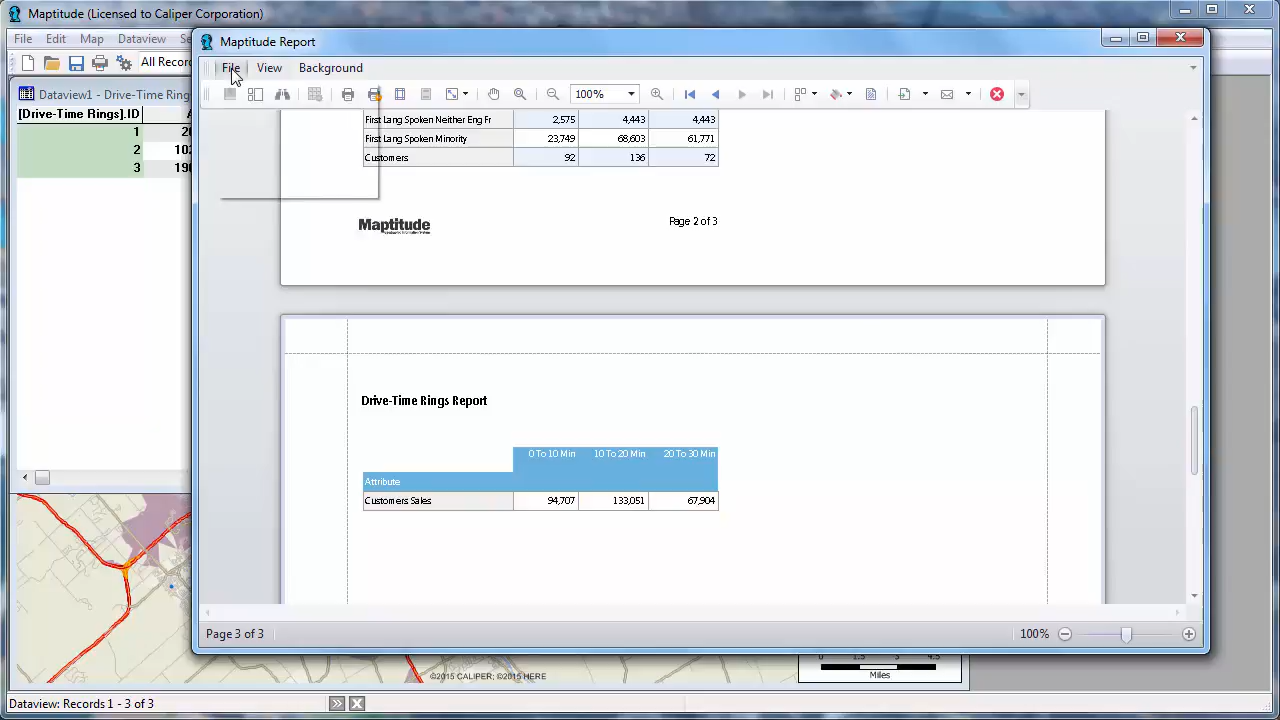 Maptitude (Licensed to Caliper Corporation)
File Edit Map Dataview
All Recor
Dataview1 - Drive-Time Ring
[Drive-Time Rings].ID
1 20
2 102
3 190
Maptitude Report
File View Background
100%
First Lang Spoken Neither Eng Fr 2,575 4,443 4,443
First Lang Spoken Minority 23,749 68,603 61,771
Customers 92 136 72
Maptitude
Page 2 of 3
Drive-Time Rings Report
0 To 10 Min 10 To 20 Min 20 To 30 Min
Attribute
Customers Sales 94,707 133,051 67,904
Page 3 of 3
100%
Miles
©2015 CALIPER; ©2015 HERE
Dataview: Records 1 - 3 of 3